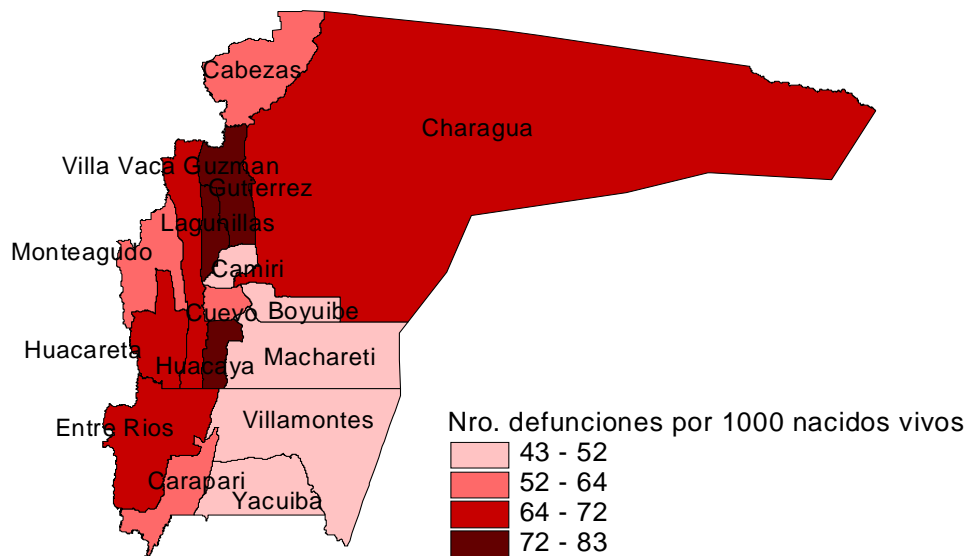 Cabezas
Charagua
Villa Vaca Guzman
Gutierrez
Lagunillas
Monteagudo
Camiri
Cuevo
Boyuibe
Huacareta
Huacaya
Machareti
Entre Rios
Villamontes
Carapari
Yacuiba
Nro. defunciones por 1000 nacidos vivos
43 - 52
52 - 64
64 - 72
72 - 83